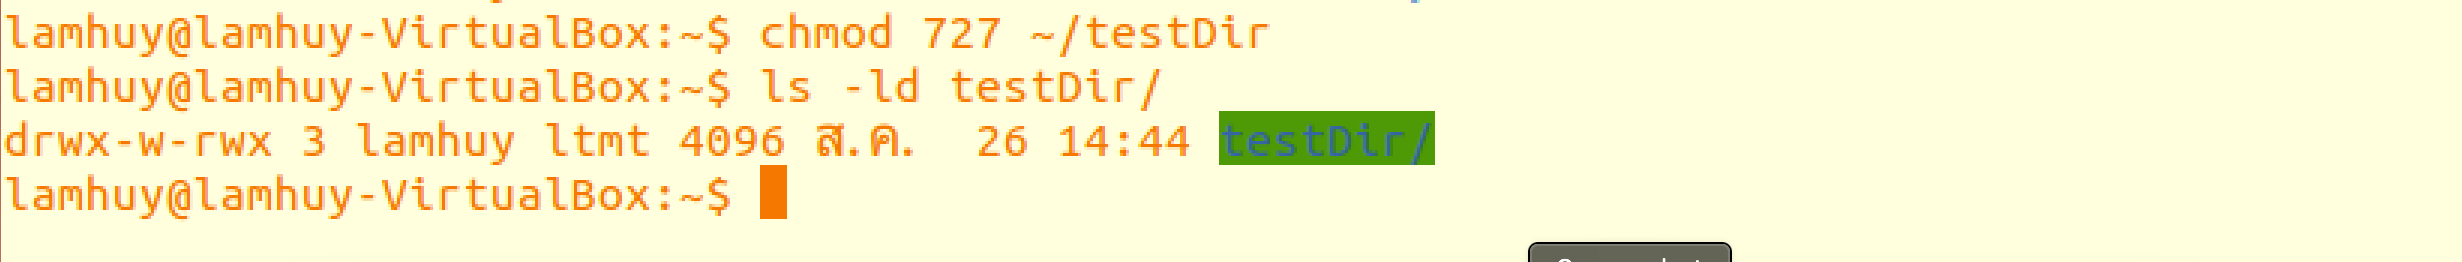 lamhuy@lamhuy-VirtualBox:~$ chmod 727 ~/testDir
lamhuy@lamhuy-VirtualBox:~$ ls -ld testDir/
drwx-w-rwx 3 lamhuy ltmt 4096 ส.ค.  26 14:44 testDir/
lamhuy@lamhuy-VirtualBox:~$